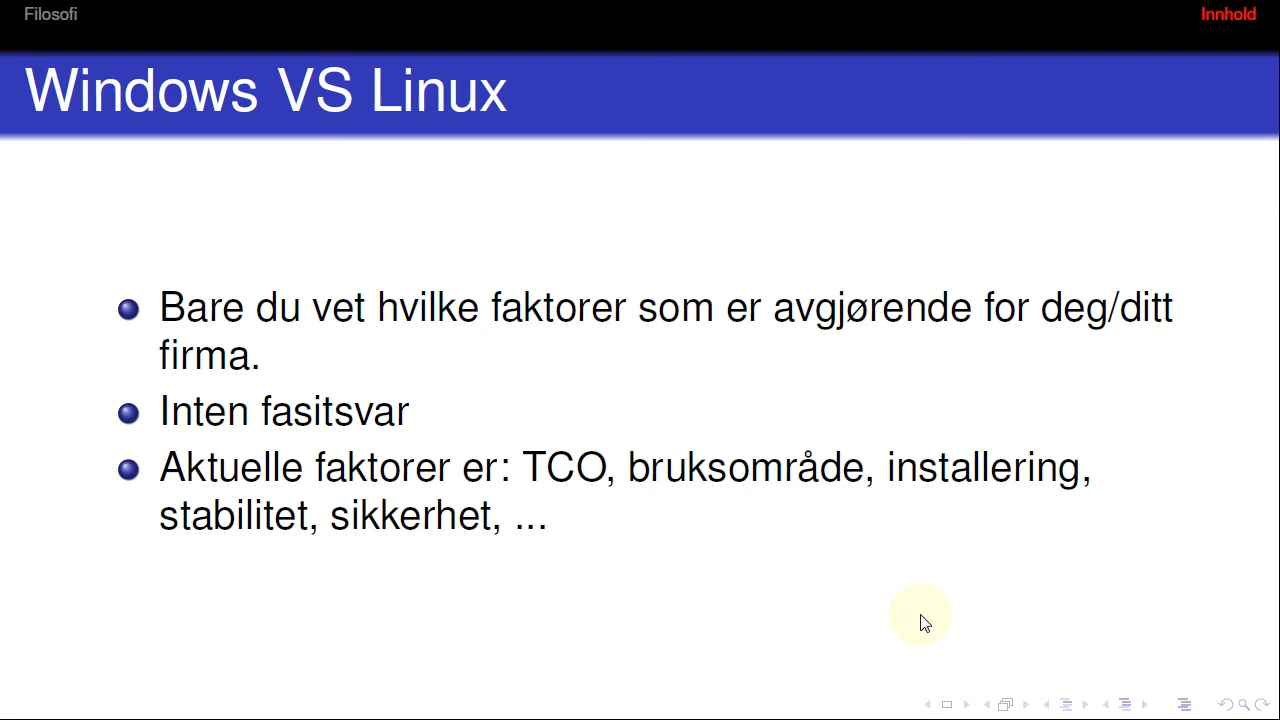 Filosofi
Innhold
Windows VS Linux
Bare du vet hvilke faktorer som er avgjørende for deg/ditt
firma.
Inten fasitsvar
Aktuelle faktorer er: TCO, bruksområde, installering,
stabilitet, sikkerhet, ...